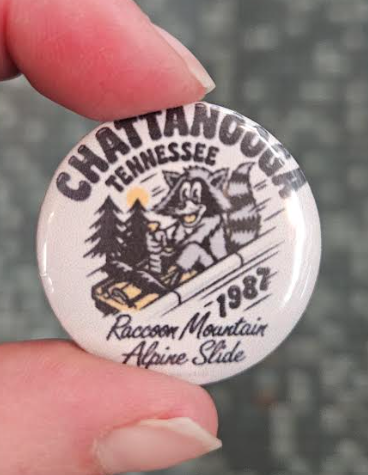 CHATTANOOGA
TENNESSEE
1987
Raccoon Mountain
Alpine Slide